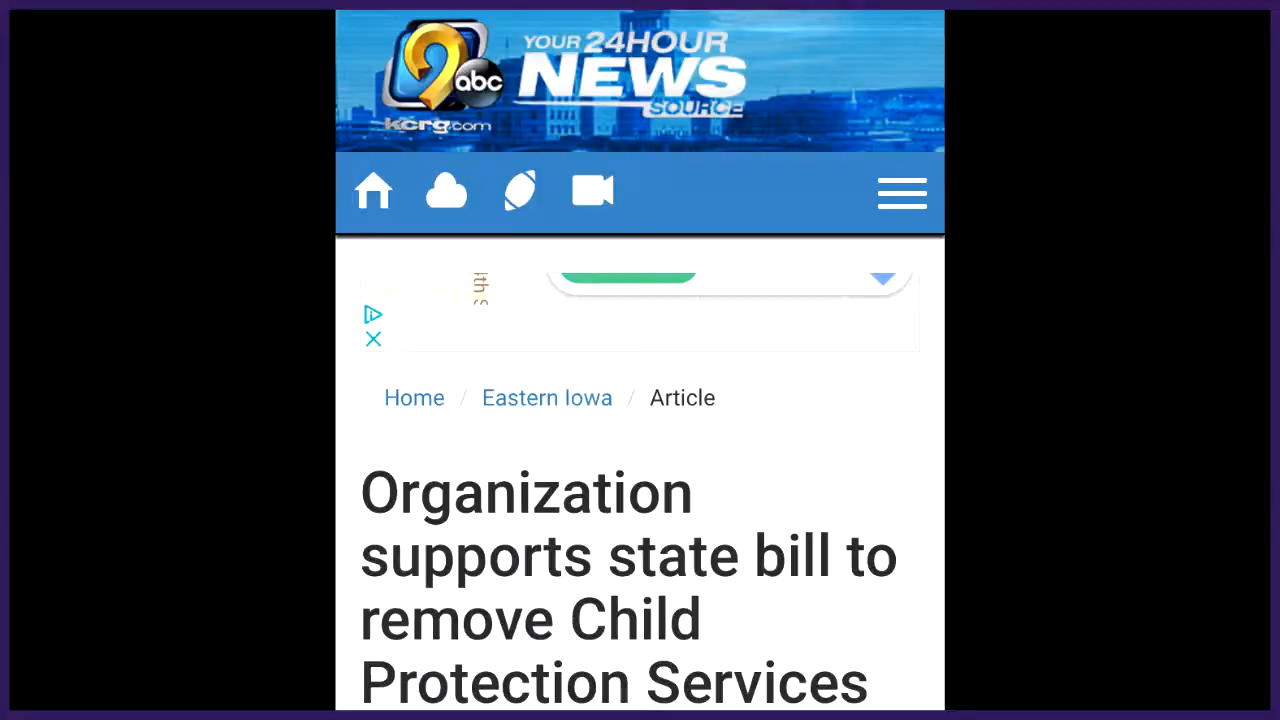 9
abc
YOUR 24HOUR
NEWS
SOURCE
kcrg.com
lth s
Home / Eastern Iowa / Article
Organization
supports state bill to
remove Child
Protection Services